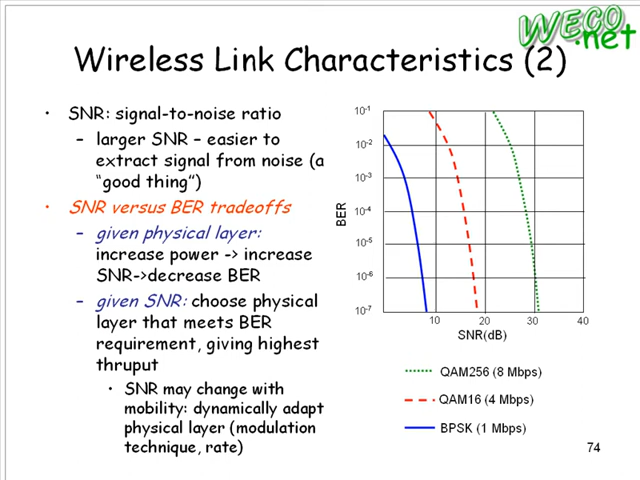 WECO.net
Wireless Link Characteristics (2)
• SNR: signal-to-noise ratio
– larger SNR – easier to
extract signal from noise (a
“good thing”)
• SNR versus BER tradeoffs
– given physical layer:
increase power -> increase
SNR->decrease BER
– given SNR: choose physical
layer that meets BER
requirement, giving highest
thruput
• SNR may change with
mobility: dynamically adapt
physical layer (modulation
technique, rate)
10-1
10-2
10-3
10-4
10-5
10-6
10-7
BER
10 20 30 40
SNR(dB)
QAM256 (8 Mbps)
QAM16 (4 Mbps)
BPSK (1 Mbps)
74